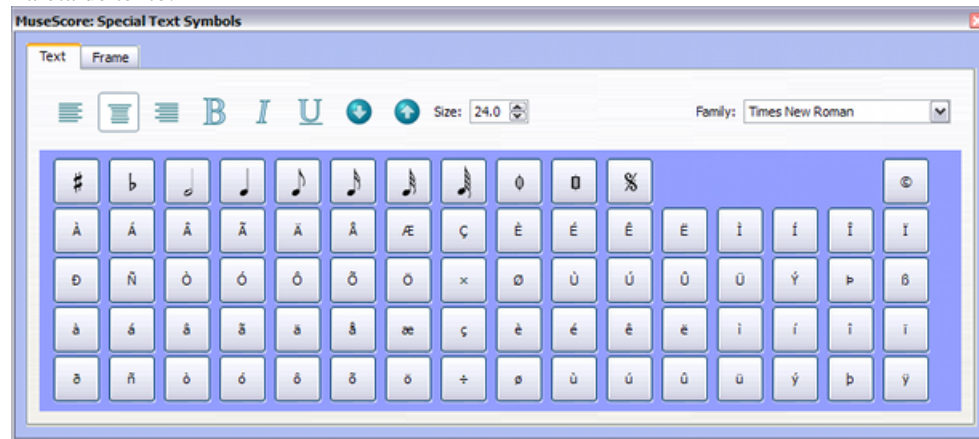 MuseScore: Special Text Symbols
Text Frame
B I U Size: 24.0 Family: Times New Roman
♯ ♭ 𝅗𝅥 ♩ ♪ 𝅘𝅥𝅯 𝅘𝅥𝅰 𝅘𝅥𝅱 𝄌 𝄍 𝄋 ©
À Á Â Ã Ä Å Æ Ç È É Ê Ë Ì Í Î Ï
Ð Ñ Ò Ó Ô Õ Ö × Ø Ù Ú Û Ü Ý Þ ß
à á â ã ä å æ ç è é ê ë ì í î ï
ð ñ ò ó ô õ ö ÷ ø ù ú û ü ý þ ÿ